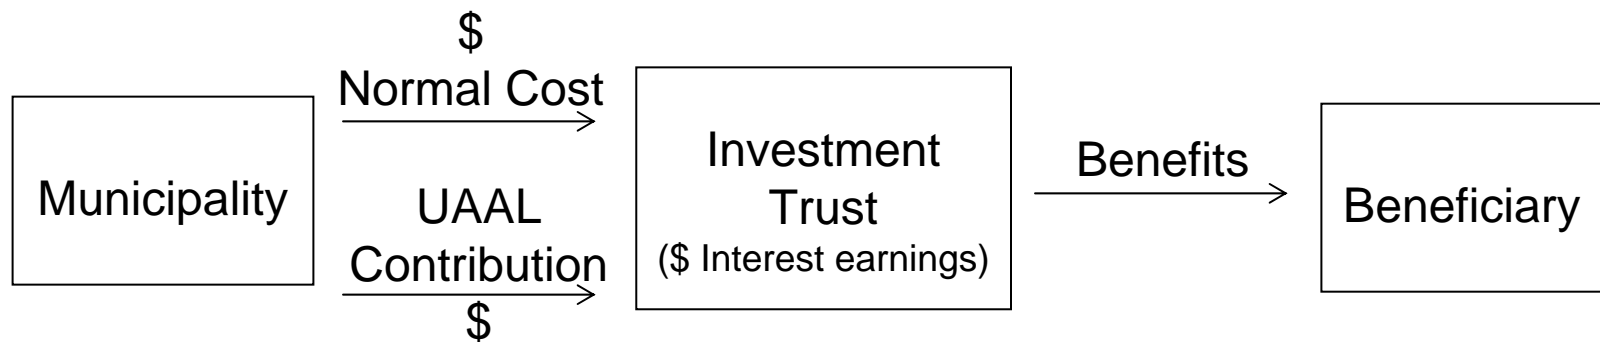 Municipality
$
Normal Cost
UAAL
Contribution
$
Investment
Trust
($ Interest earnings)
Benefits
Beneficiary